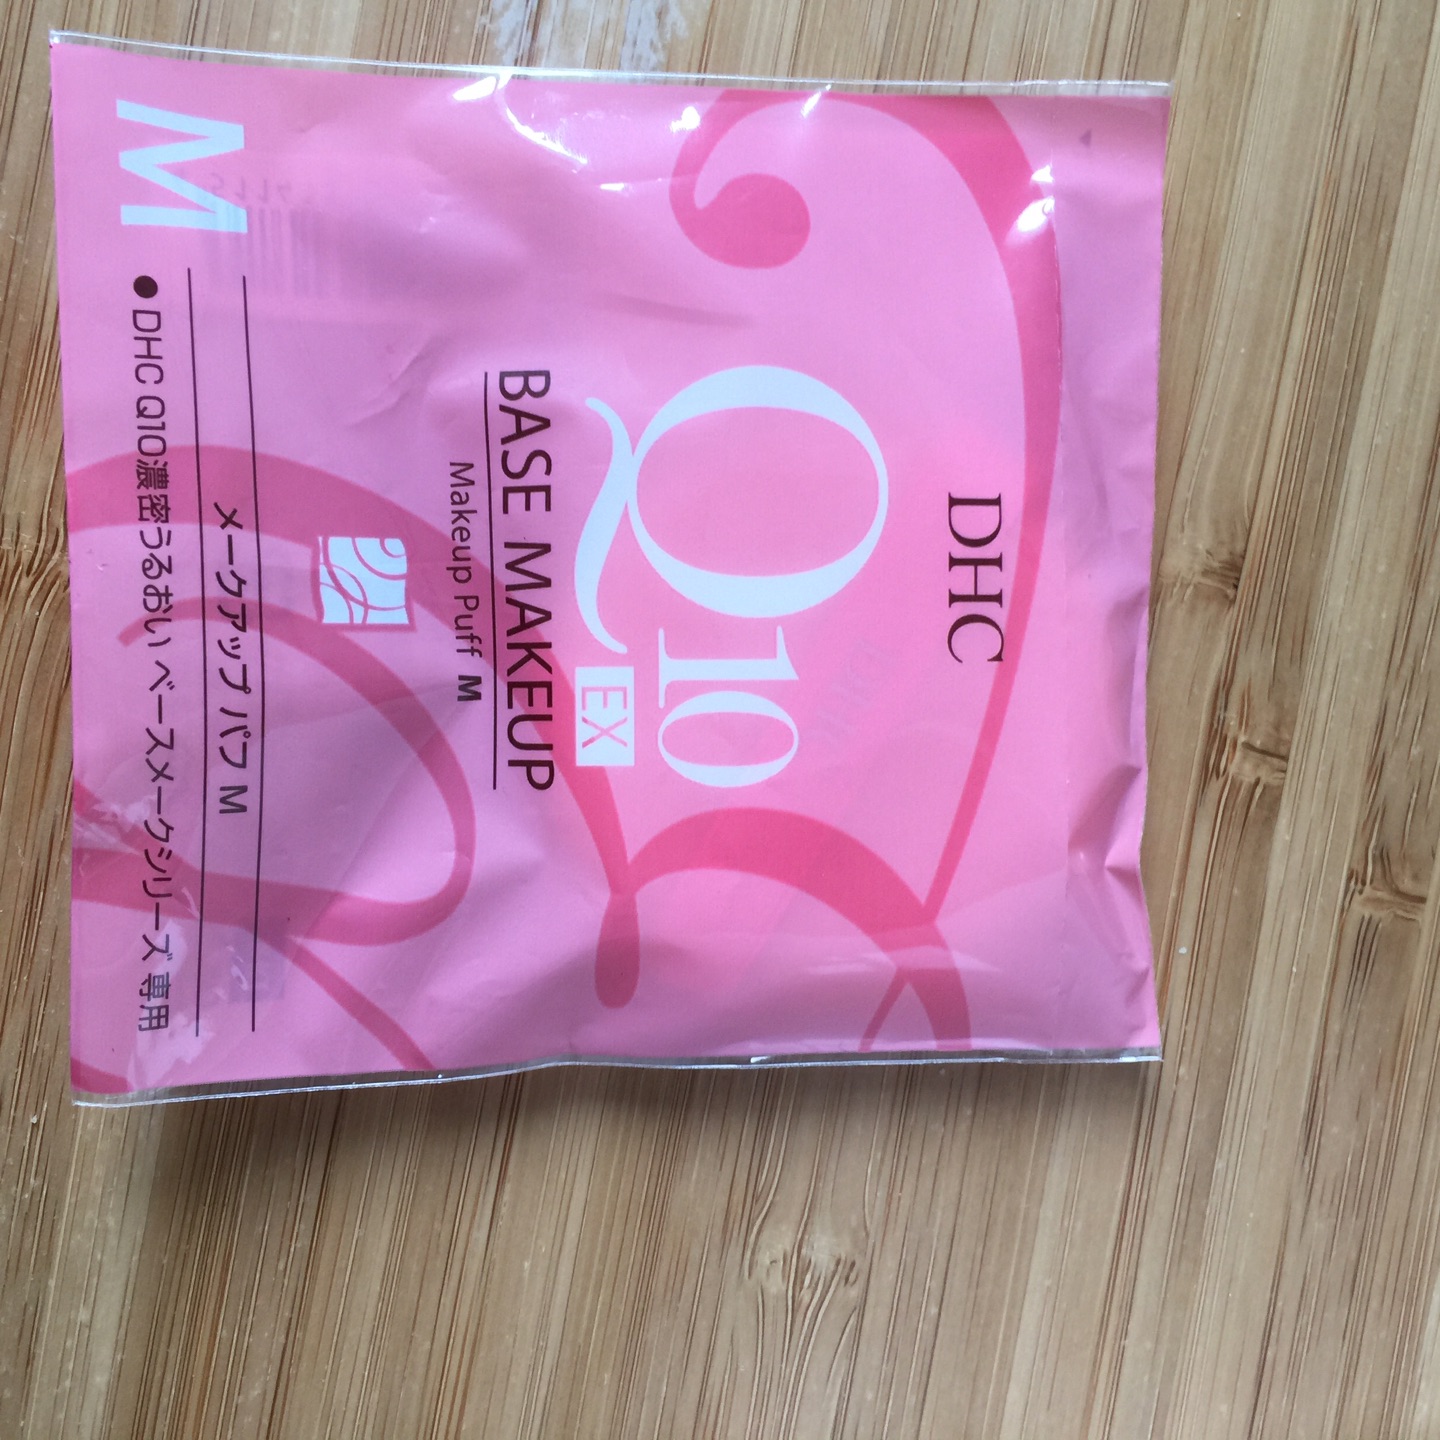 DHC
Q10
EX
BASE MAKEUP
Makeup Puff M
メークアップ パフ M
●DHC Q10濃密うるおい ベースメークシリーズ 専用
M